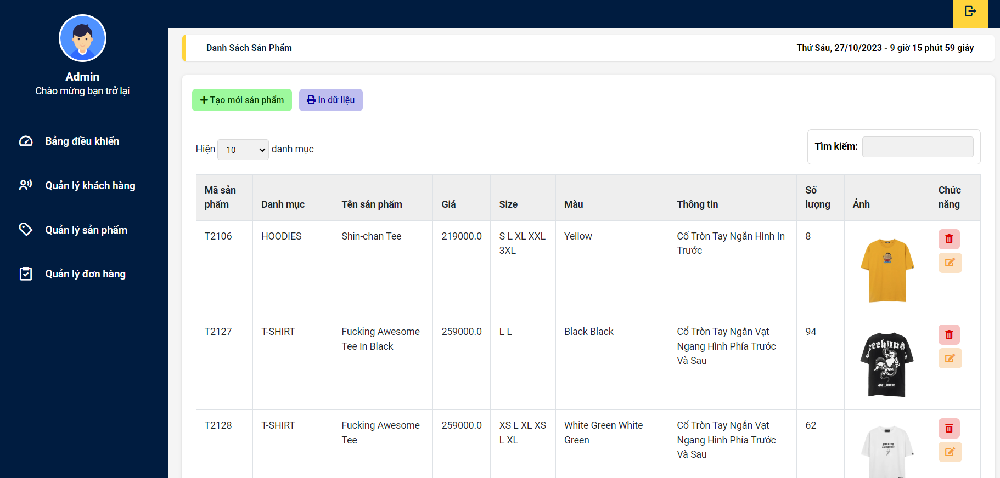 Admin
Chào mừng bạn trở lại
Bảng điều khiển
Quản lý khách hàng
Quản lý sản phẩm
Quản lý đơn hàng
Danh Sách Sản Phẩm
Thứ Sáu, 27/10/2023 - 9 giờ 15 phút 59 giây
Tạo mới sản phẩm
In dữ liệu
Hiện 10 danh mục
Tìm kiếm:
Mã sản
phẩm
Danh mục
Tên sản phẩm
Giá
Size
Màu
Thông tin
Số
lượng
Ảnh
Chức
năng
T2106
HOODIES
Shin-chan Tee
219000.0
S L XL XXL
3XL
Yellow
Cổ Tròn Tay Ngắn Hình In
Trước
8
T2127
T-SHIRT
Fucking Awesome
Tee In Black
259000.0
L L
Black Black
Cổ Tròn Tay Ngắn Vạt
Ngang Hình Phía Trước
Và Sau
94
T2128
T-SHIRT
Fucking Awesome
Tee
259000.0
XS L XL XS
L XL
White Green White
Green
Cổ Tròn Tay Ngắn Vạt
Ngang Hình Phía Trước
Và Sau
62
fucking
awesome